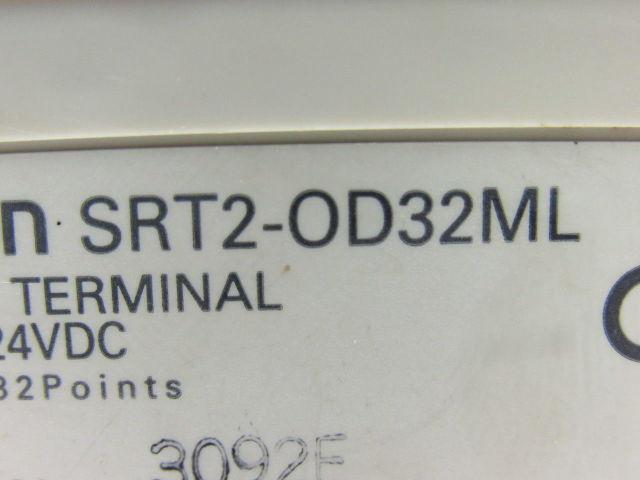 n SRT2-OD32ML
TERMINAL
24VDC
32Points
3092E